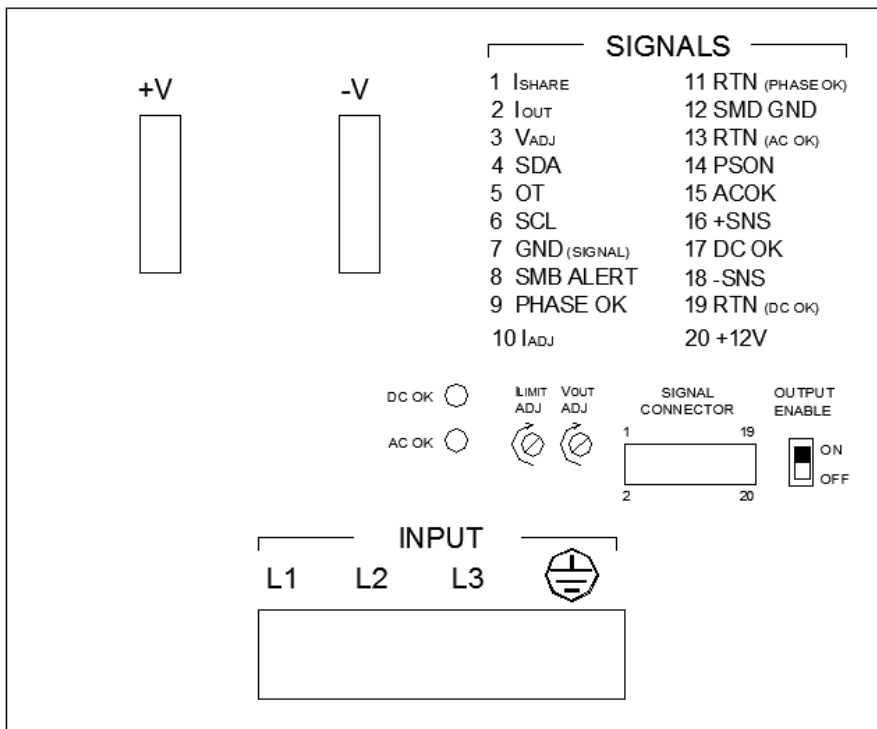 +V
-V
SIGNALS
1 ISHARE
2 IOUT
3 VADJ
4 SDA
5 OT
6 SCL
7 GND (SIGNAL)
8 SMB ALERT
9 PHASE OK
10 IADJ
11 RTN (PHASE OK)
12 SMD GND
13 RTN (AC OK)
14 PSON
15 ACOK
16 +SNS
17 DC OK
18 -SNS
19 RTN (DC OK)
20 +12V
DC OK
AC OK
ILIMIT
ADJ
VOUT
ADJ
SIGNAL
CONNECTOR
1 19
2 20
OUTPUT
ENABLE
ON
OFF
INPUT
L1 L2 L3